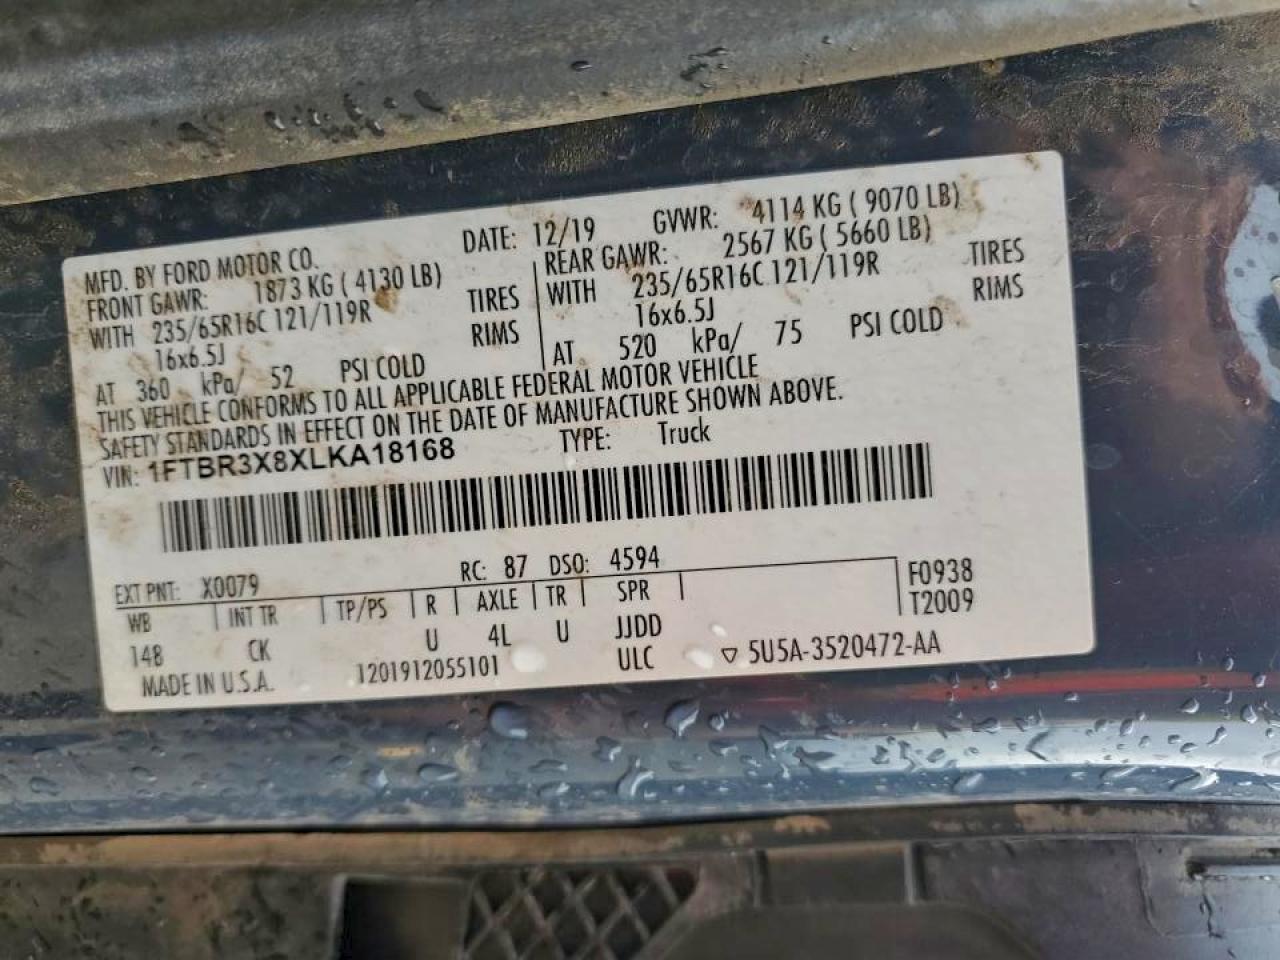 MFD. BY FORD MOTOR CO. DATE: 12/19 GVWR: 4114 KG ( 9070 LB)
FRONT GAWR: 1873 KG ( 4130 LB) REAR GAWR: 2567 KG ( 5660 LB)
WITH 235/65R16C 121/119R TIRES WITH 235/65R16C 121/119R TIRES
16x6.5J RIMS 16x6.5J RIMS
AT 360 kPa/ 52 PSI COLD AT 520 kPa/ 75 PSI COLD
THIS VEHICLE CONFORMS TO ALL APPLICABLE FEDERAL MOTOR VEHICLE
SAFETY STANDARDS IN EFFECT ON THE DATE OF MANUFACTURE SHOWN ABOVE.
VIN: 1FTBR3X8XLKA18168 TYPE: Truck
EXT PNT: X0079 RC: 87 DSO: 4594
WB INT TR TP/PS R AXLE TR SPR F0938
148 CK U 4L U JJDD T2009
MADE IN U.S.A. 1201912055101 ULC ▽ 5U5A-3520472-AA